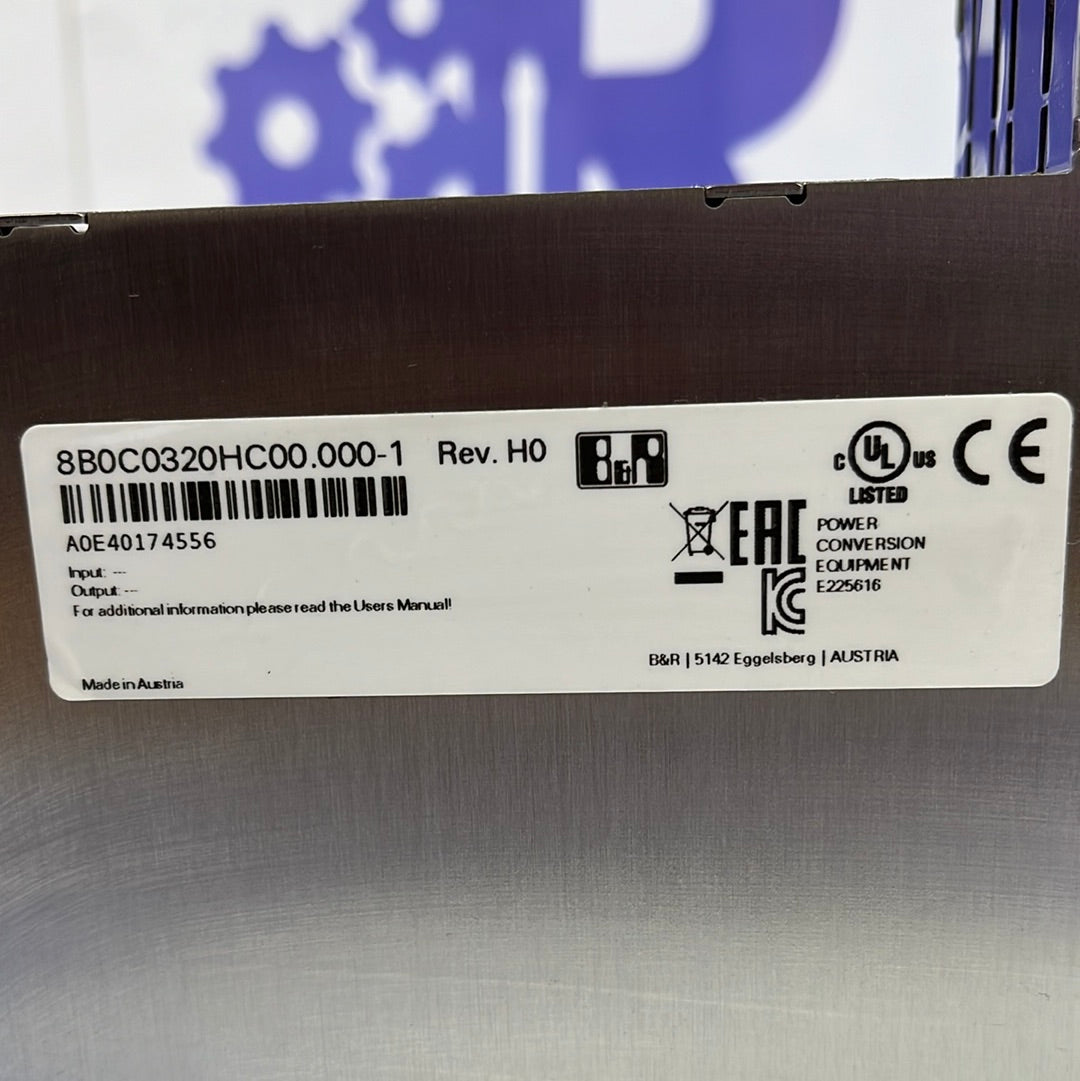 8B0C0320HC00.000-1 Rev. H0
B&R
A0E40174556
Input: ---
Output: ---
For additional information please read the Users Manual!
Made in Austria
C UL US
LISTED
CE
EAC
KC
POWER
CONVERSION
EQUIPMENT
E225616
B&R | 5142 Eggelsberg | AUSTRIA
R